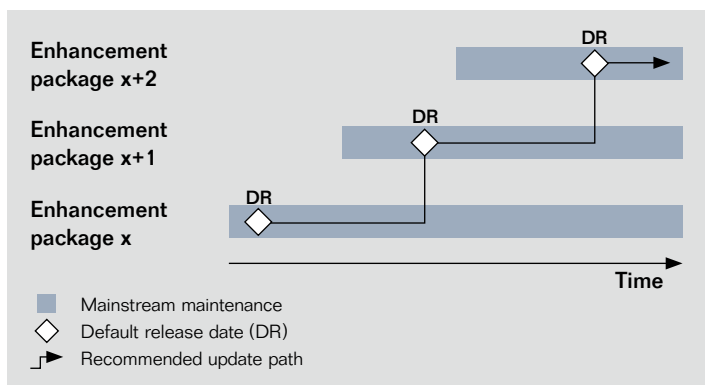 DR
Enhancement
package x+2
DR
Enhancement
package x+1
DR
Enhancement
package x
Time
Mainstream maintenance
Default release date (DR)
Recommended update path